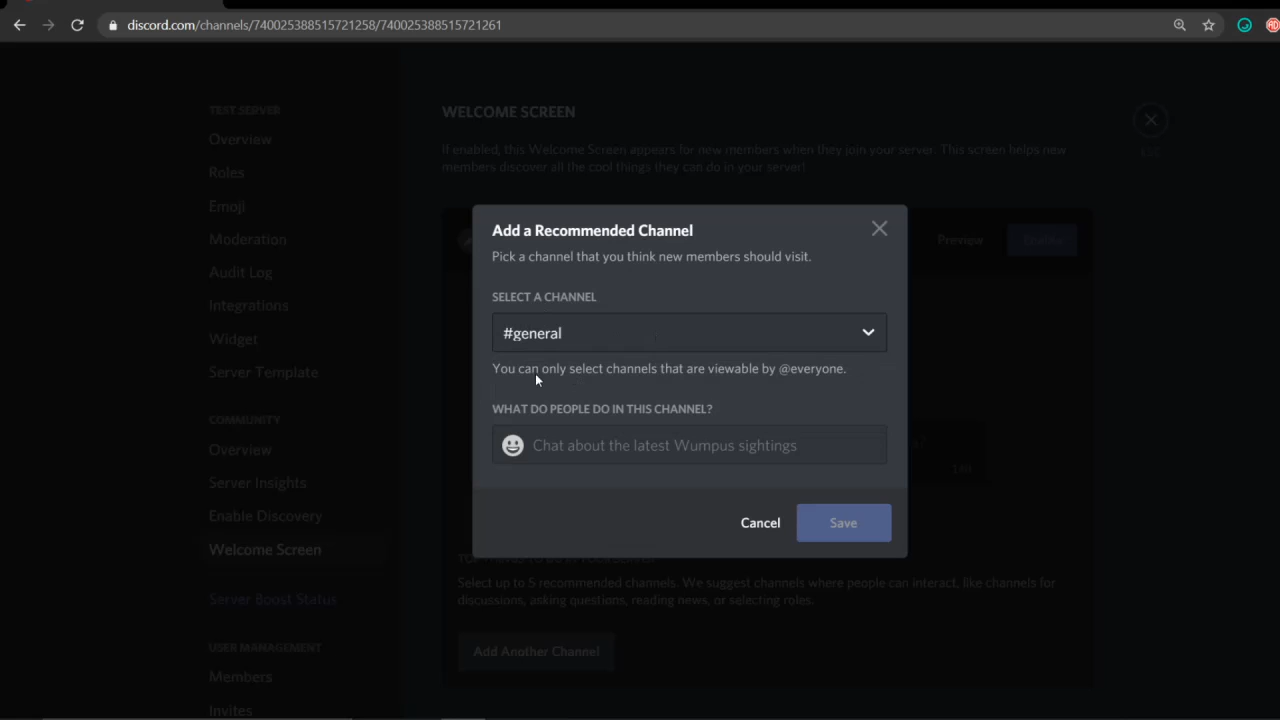 discord.com/channels/740025388515721258/740025388515721261
TEST SERVER
Overview
Roles
Emoji
Moderation
Audit Log
Integrations
Widget
Server Template
COMMUNITY
Overview
Server Insights
Enable Discovery
Welcome Screen
Server Boost Status
USER MANAGEMENT
Members
Invites
WELCOME SCREEN
If enabled, this Welcome Screen appears for new members when they join your server. This screen helps new
members discover all the cool things they can do in your server!
ESC
Preview
Add a Recommended Channel
Pick a channel that you think new members should visit.
SELECT A CHANNEL
#general
You can only select channels that are viewable by @everyone.
WHAT DO PEOPLE DO IN THIS CHANNEL?
Chat about the latest Wumpus sightings
Cancel
Save
Select up to 5 recommended channels. We suggest channels where people can interact, like channels for
discussions, asking questions, reading news, or selecting roles.
Add Another Channel